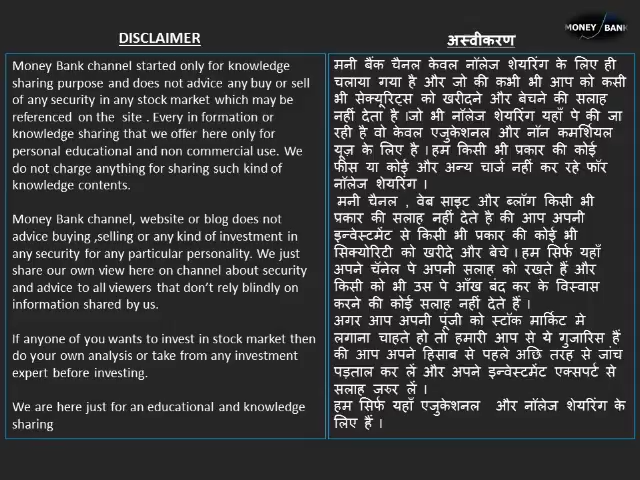 DISCLAIMER
Money Bank channel started only for knowledge
sharing purpose and does not advice any buy or sell
of any security in any stock market which may be
referenced on the site . Every in formation or
knowledge sharing that we offer here only for
personal educational and non commercial use. We
do not charge anything for sharing such kind of
knowledge contents.
Money Bank channel, website or blog does not
advice buying ,selling or any kind of investment in
any security for any particular personality. We just
share our own view here on channel about security
and advice to all viewers that don't rely blindly on
information shared by us.
If anyone of you wants to invest in stock market then
do your own analysis or take from any investment
expert before investing.
We are here just for an educational and knowledge
sharing
अस्वीकरण
मनी बैंक चैनल केवल नॉलेज शेयरिंग के लिए ही
चलाया गया है और जो की कभी भी आप को कसी
भी सेक्यूरिट्स को खरीदने और बेचने की सलाह
नहीं देता है ।जो भी नॉलेज शेयरिंग यहाँ पे की जा
रही है वो केवल एजुकेशनल और नॉन कमर्शियल
यूज़ के लिए है ।हम किसी भी प्रकार की कोई
फीस या कोई और अन्य चार्ज नहीं कर रहे फॉर
नॉलेज शेयरिंग ।
मनी चैनल , वेब साइट और ब्लॉग किसी भी
प्रकार की सलाह नहीं देते है की आप अपनी
इन्वेस्टमेंट से किसी भी प्रकार की कोई भी
सिक्योरिटी को खरीदे और बेचे ।हम सिर्फ यहाँ
अपने चॅनेल पे अपनी सलाह को रखते हैं और
किसी को भी उस पे आँख बंद कर के विस्वास
करने की कोई सलाह नहीं देते हैं ।
अगर आप अपनी पूंजी को स्टॉक मार्किट मे
लगाना चाहते हो तो हमारी आप से ये गुजारिस हैं
की आप अपने हिसाब से पहले अछि तरह से जांच
पड़ताल कर लें और अपने इन्वेस्टमेंट एक्सपर्ट से
सलाह जरुर लें ।
हम सिर्फ यहाँ एजुकेशनल और नॉलेज शेयरिंग के
लिए हैं ।
MONEY BANK